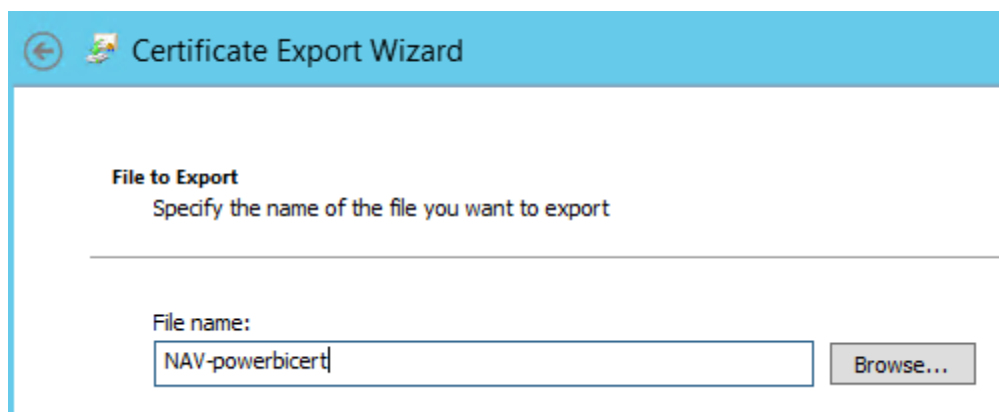 Certificate Export Wizard
File to Export
Specify the name of the file you want to export
File name:
NAV-powerbicert
Browse...